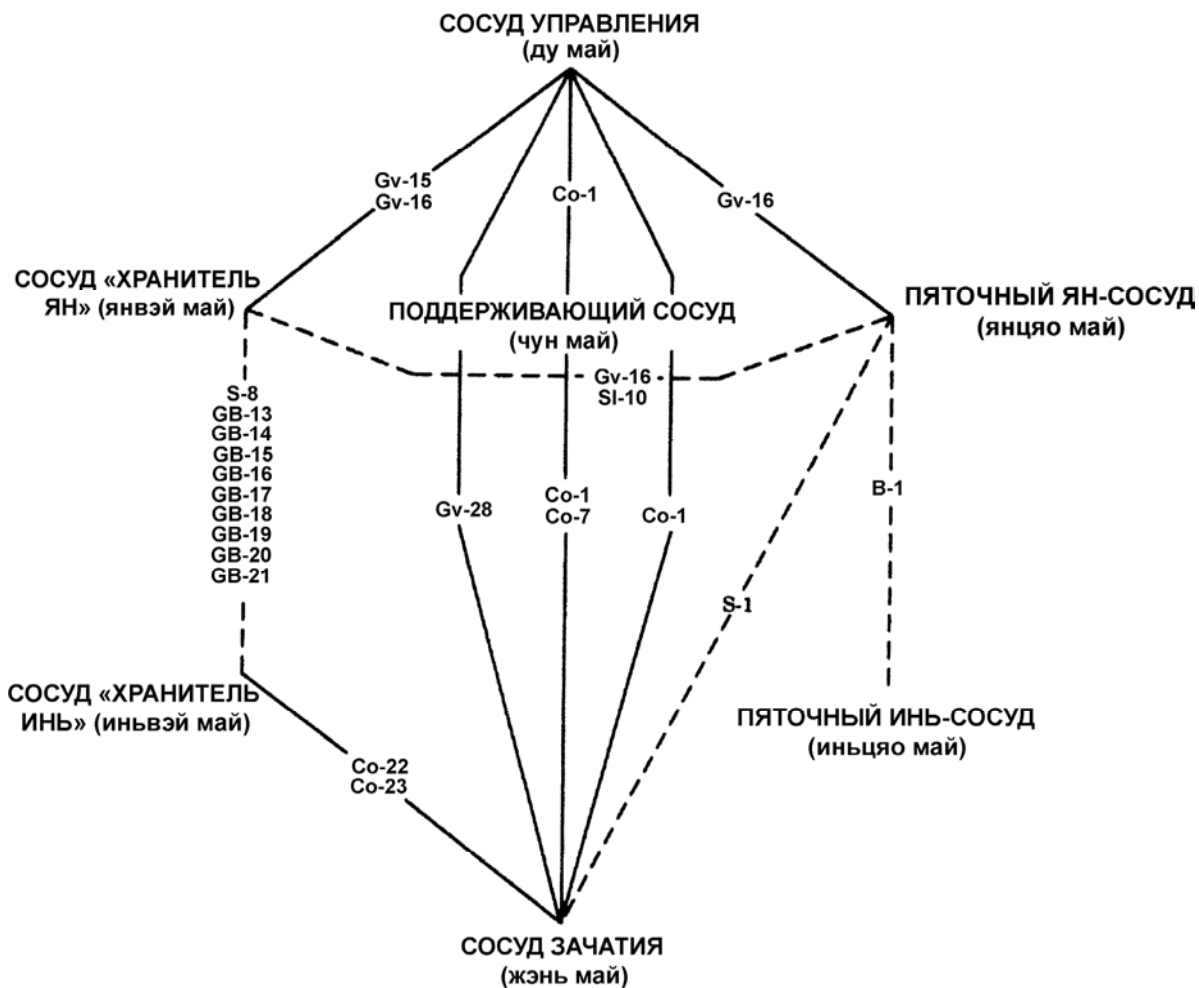 СОСУД УПРАВЛЕНИЯ
(ду май)
Gv-15
Gv-16
Co-1
Gv-16
СОСУД «ХРАНИТЕЛЬ
ЯН» (янвэй май)
ПОДДЕРЖИВАЮЩИЙ СОСУД
(чун май)
ПЯТОЧНЫЙ ЯН-СОСУД
(янцяо май)
Gv-16
SI-10
S-8
GB-13
GB-14
GB-15
GB-16
GB-17
GB-18
GB-19
GB-20
GB-21
Gv-28
Co-1
Co-7
Co-1
B-1
S-1
СОСУД «ХРАНИТЕЛЬ
ИНЬ» (иньвэй май)
ПЯТОЧНЫЙ ИНЬ-СОСУД
(иньцяо май)
Co-22
Co-23
СОСУД ЗАЧАТИЯ
(жэнь май)